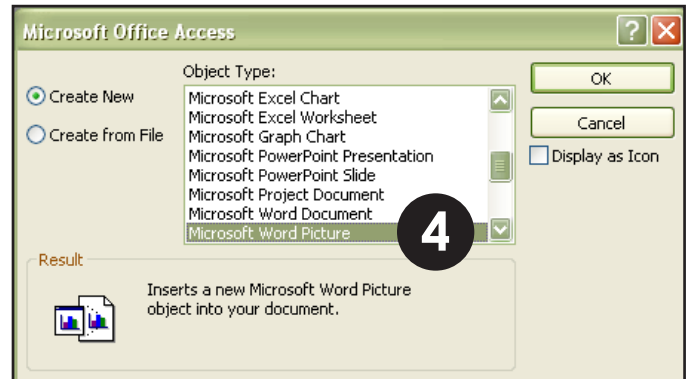 Microsoft Office Access
Object Type:
OK
Create New
Create from File
Microsoft Excel Chart
Microsoft Excel Worksheet
Microsoft Graph Chart
Microsoft PowerPoint Presentation
Microsoft PowerPoint Slide
Microsoft Project Document
Microsoft Word Document
Microsoft Word Picture
Cancel
Display as Icon
4
Result
Inserts a new Microsoft Word Picture
object into your document.